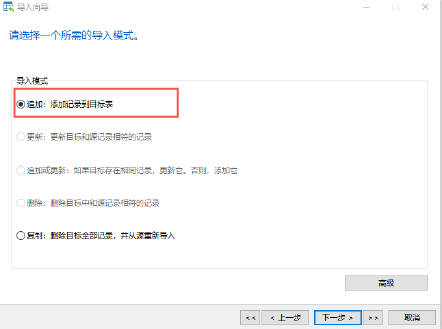 导入向导
请选择一个所需的导入模式。
导入模式
追加：添加记录到目标表
更新：更新目标和源记录相符的记录
追加或更新：如果目标存在相同记录，更新它。否则，添加它
删除：删除目标中和源记录相符的记录
复制：删除目标全部记录，并从源重新导入
高级
<< < 上一步 下一步 > >> 取消